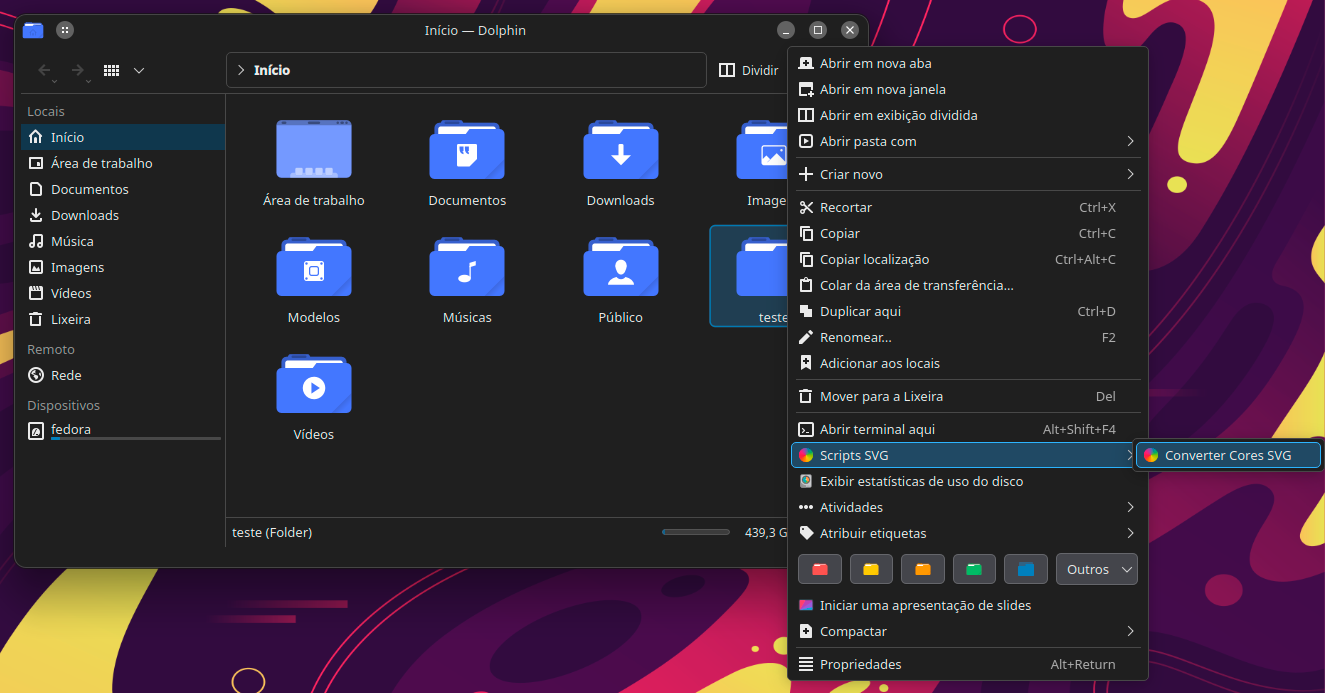 Início — Dolphin
Início
Dividir
Locais
Início
Área de trabalho
Documentos
Downloads
Música
Imagens
Vídeos
Lixeira
Remoto
Rede
Dispositivos
fedora
Área de trabalho
Documentos
Downloads
Image
Modelos
Músicas
Público
teste
Vídeos
teste (Folder)
439,3 G
Abrir em nova aba
Abrir em nova janela
Abrir em exibição dividida
Abrir pasta com
Criar novo
Recortar Ctrl+X
Copiar Ctrl+C
Copiar localização Ctrl+Alt+C
Colar da área de transferência...
Duplicar aqui Ctrl+D
Renomear... F2
Adicionar aos locais
Mover para a Lixeira Del
Abrir terminal aqui Alt+Shift+F4
Scripts SVG
Converter Cores SVG
Exibir estatísticas de uso do disco
Atividades
Atribuir etiquetas
Outros
Iniciar uma apresentação de slides
Compactar
Propriedades Alt+Return